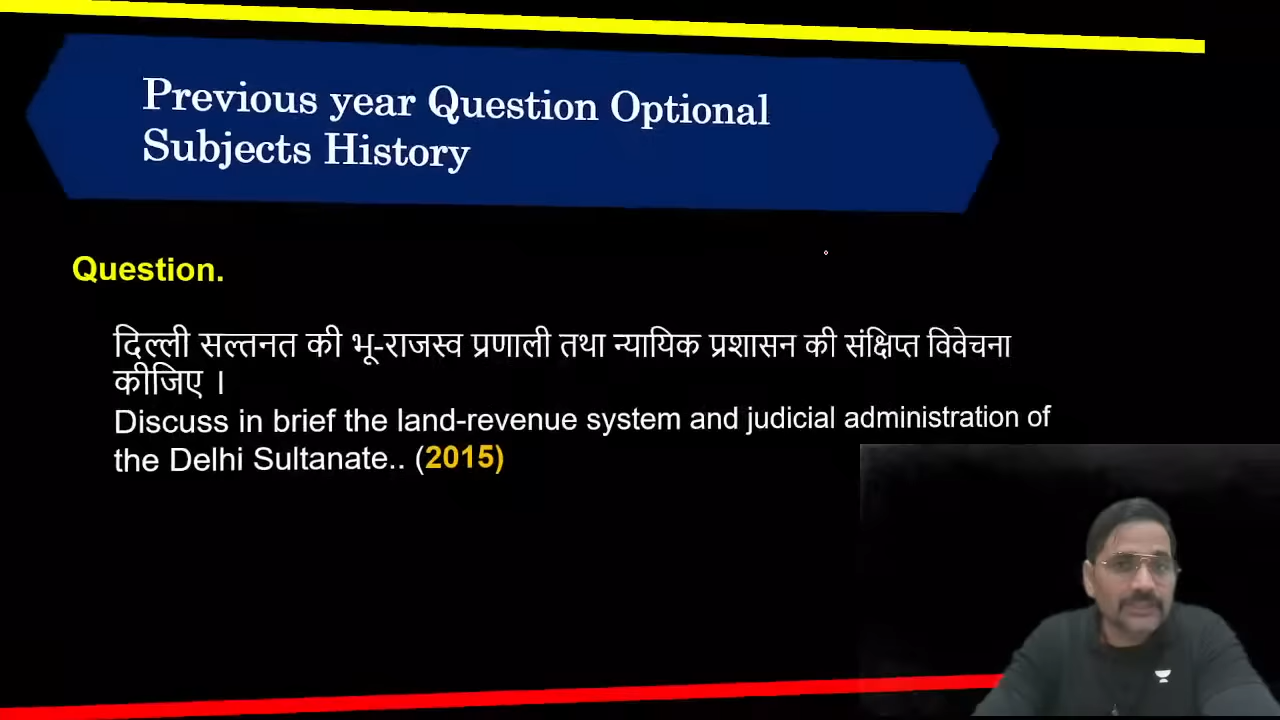 Previous year Question Optional
Subjects History
Question.
दिल्ली सल्तनत की भू-राजस्व प्रणाली तथा न्यायिक प्रशासन की संक्षिप्त विवेचना
कीजिए ।
Discuss in brief the land-revenue system and judicial administration of
the Delhi Sultanate.. (2015)